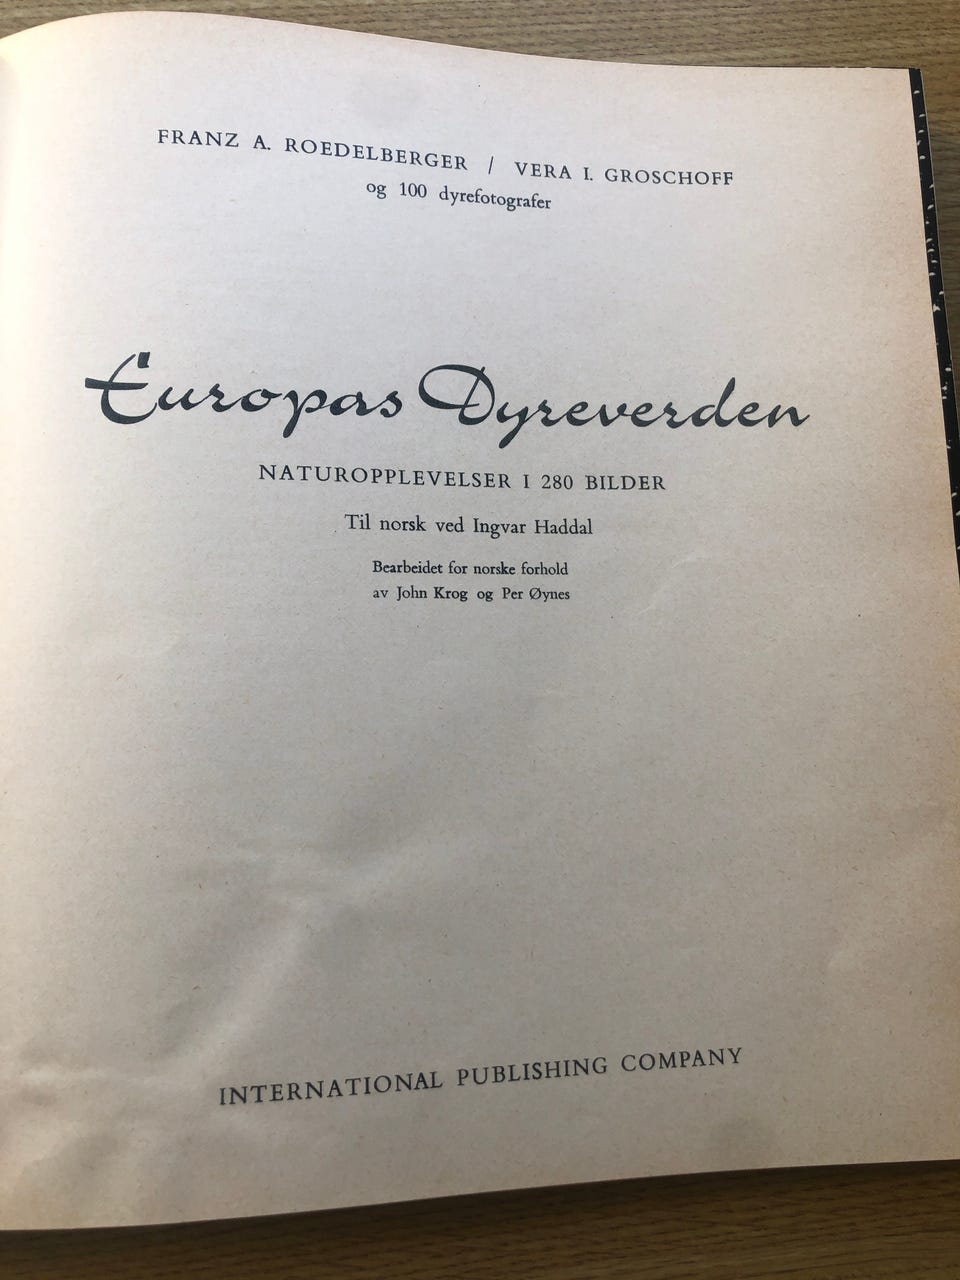 FRANZ A. ROEDELBERGER / VERA I. GROSCHOFF
og 100 dyrefotografer
Europas Dyreverden
NATUROPPLEVELSER I 280 BILDER
Til norsk ved Ingvar Haddal
Bearbeidet for norske forhold
av John Krog og Per Øynes
INTERNATIONAL PUBLISHING COMPANY